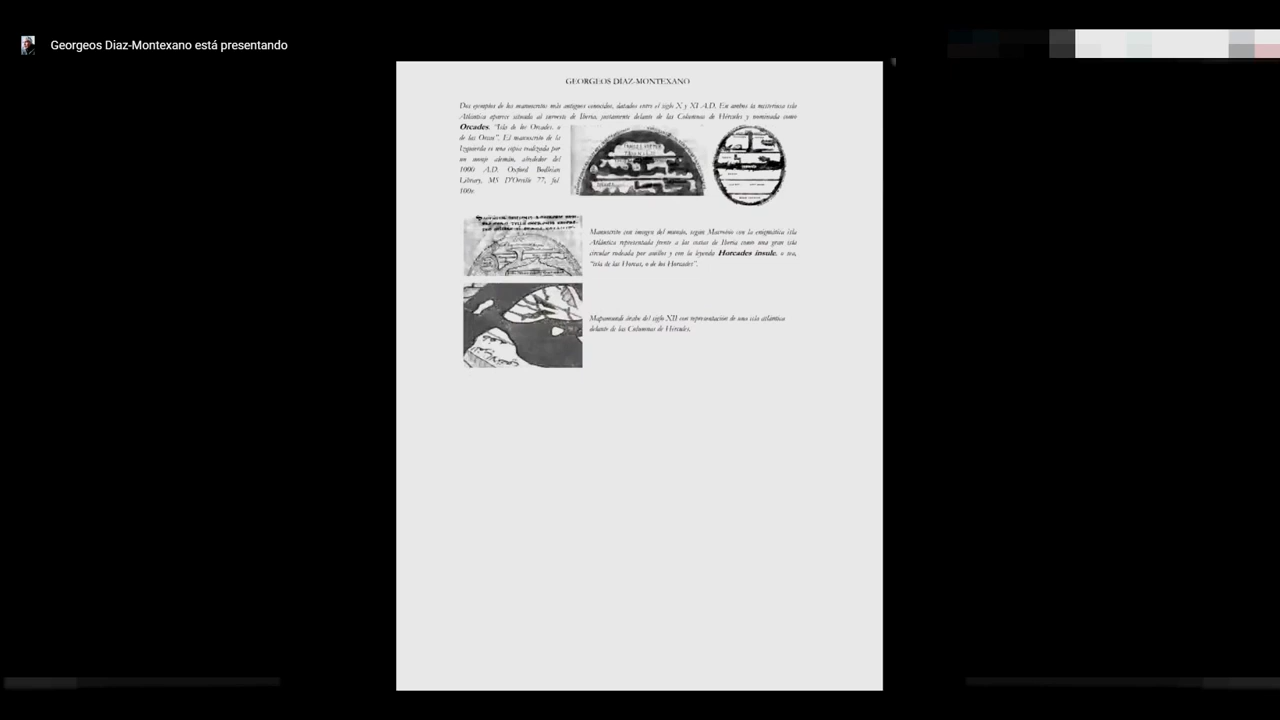 Georgeos Diaz-Montexano está presentando
GEORGEOS DIAZ-MONTEXANO
Dos ejemplos de los manuscritos más antiguos conocidos, datados entre el siglo X y XI A.D. En ambos la misteriosa isla
Atlántica aparece situada al suroeste de Iberia, justamente delante de las Columnas de Hércules y nominada como
Orcades, "Isla de los Orcades, o
de las Orcas". El manuscrito de la
Izquierda es una copia realizada por
un monje alemán, alrededor del
1000 A.D. Oxford Bodleian
Library, MS D'Orville 77, fol
100r.
Manuscrito con imagen del mundo, según Macrobio con la enigmática isla
Atlántica representada frente a las costas de Iberia como una gran isla
circular rodeada por anillos y con la leyenda Horcades insule, o sea,
"isla de las Horcas, o de los Horcades".
Mapamundi árabe del siglo XII con representación de una isla atlántica
delante de las Columnas de Hércules.